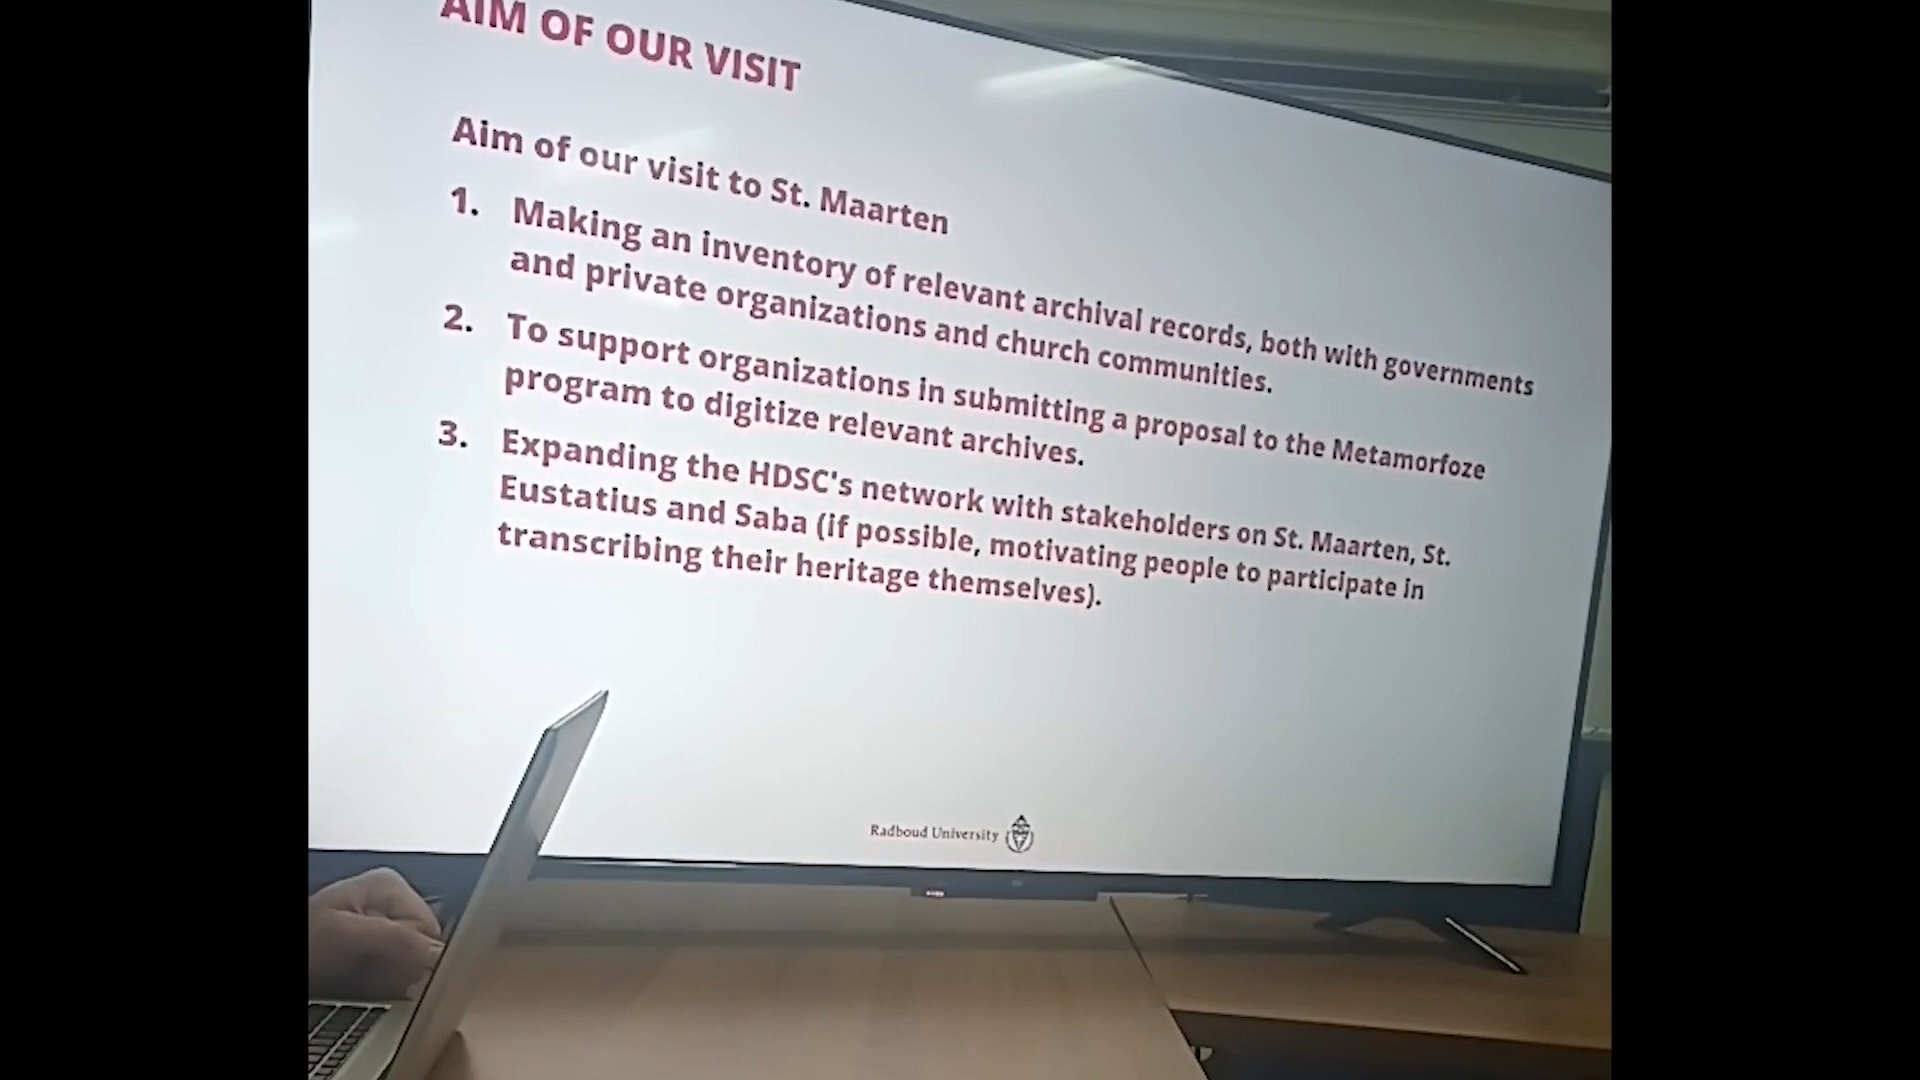 AIM OF OUR VISIT
Aim of our visit to St. Maarten
1. Making an inventory of relevant archival records, both with governments
and private organizations and church communities.
2. To support organizations in submitting a proposal to the Metamorfoze
program to digitize relevant archives.
3. Expanding the HDSC's network with stakeholders on St. Maarten, St.
Eustatius and Saba (if possible, motivating people to participate in
transcribing their heritage themselves).
Radboud University